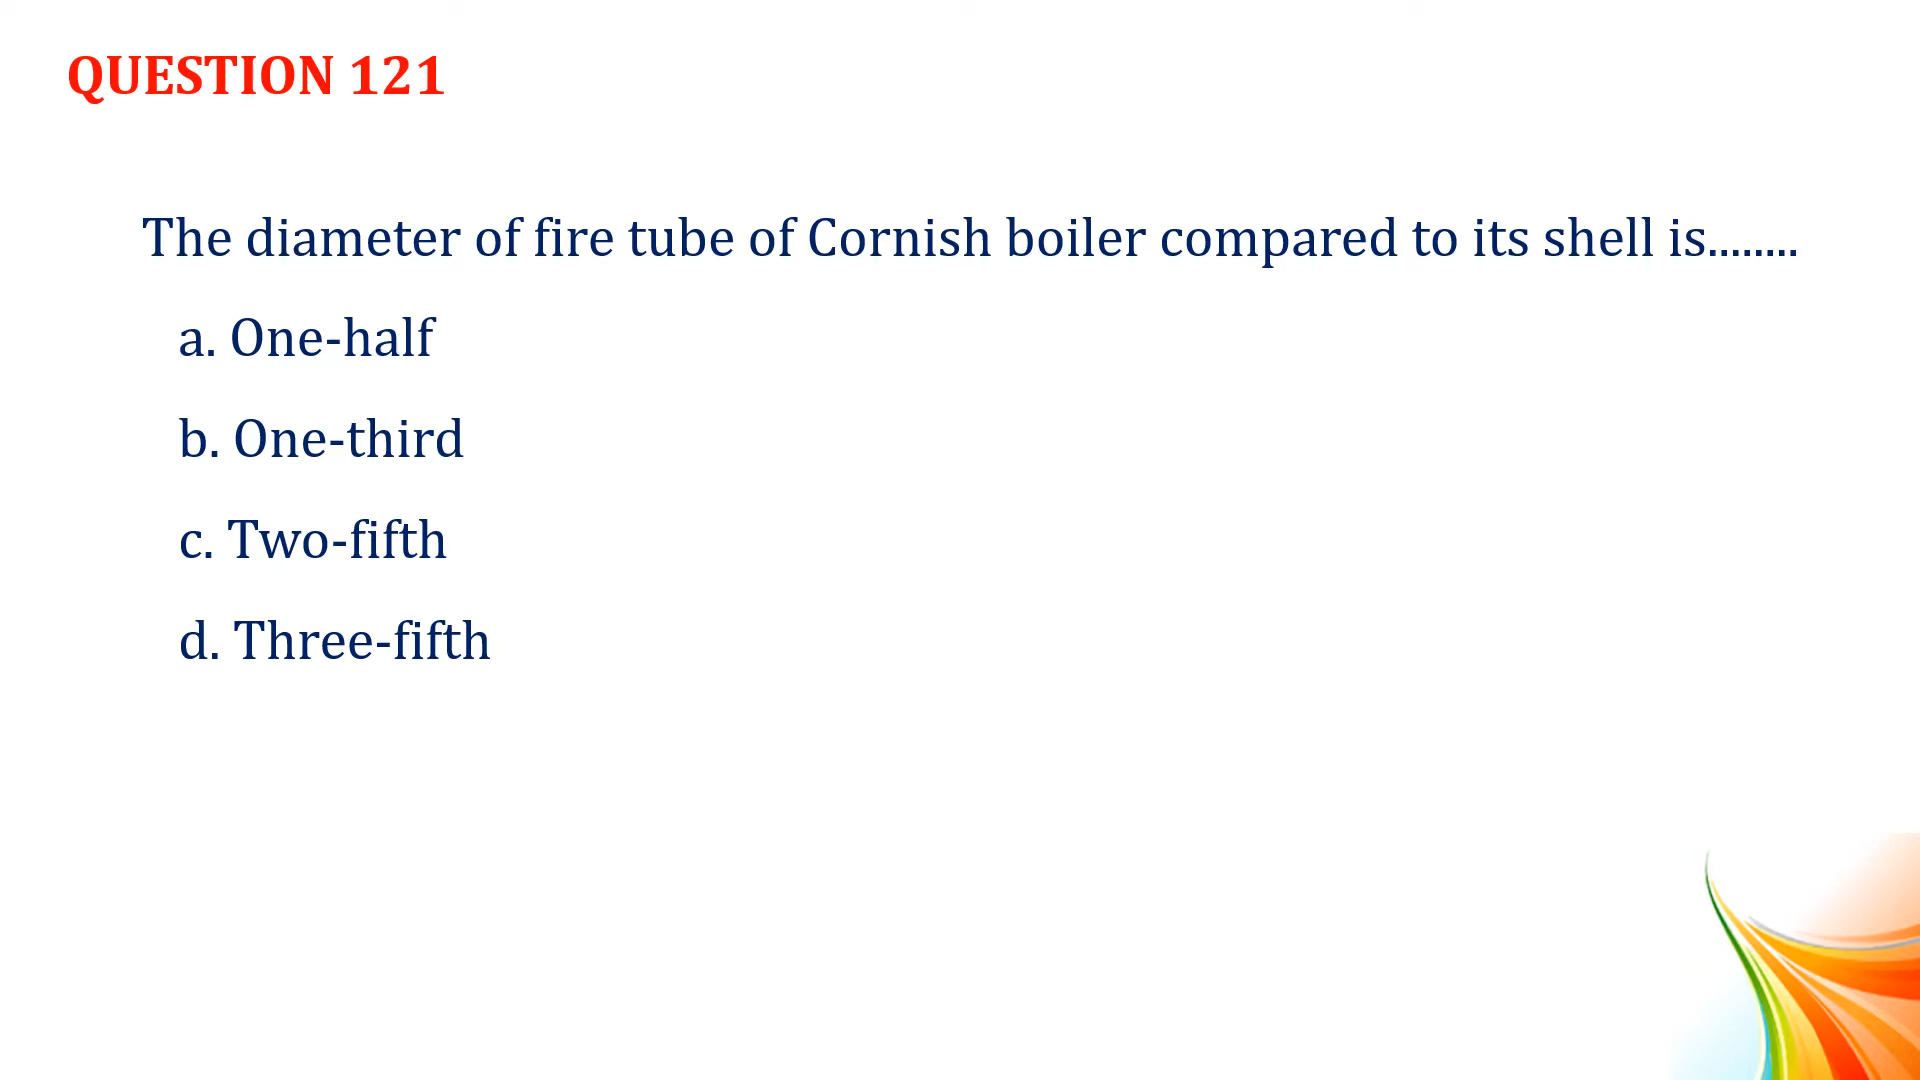 QUESTION 121
The diameter of fire tube of Cornish boiler compared to its shell is........
a. One-half
b. One-third
c. Two-fifth
d. Three-fifth